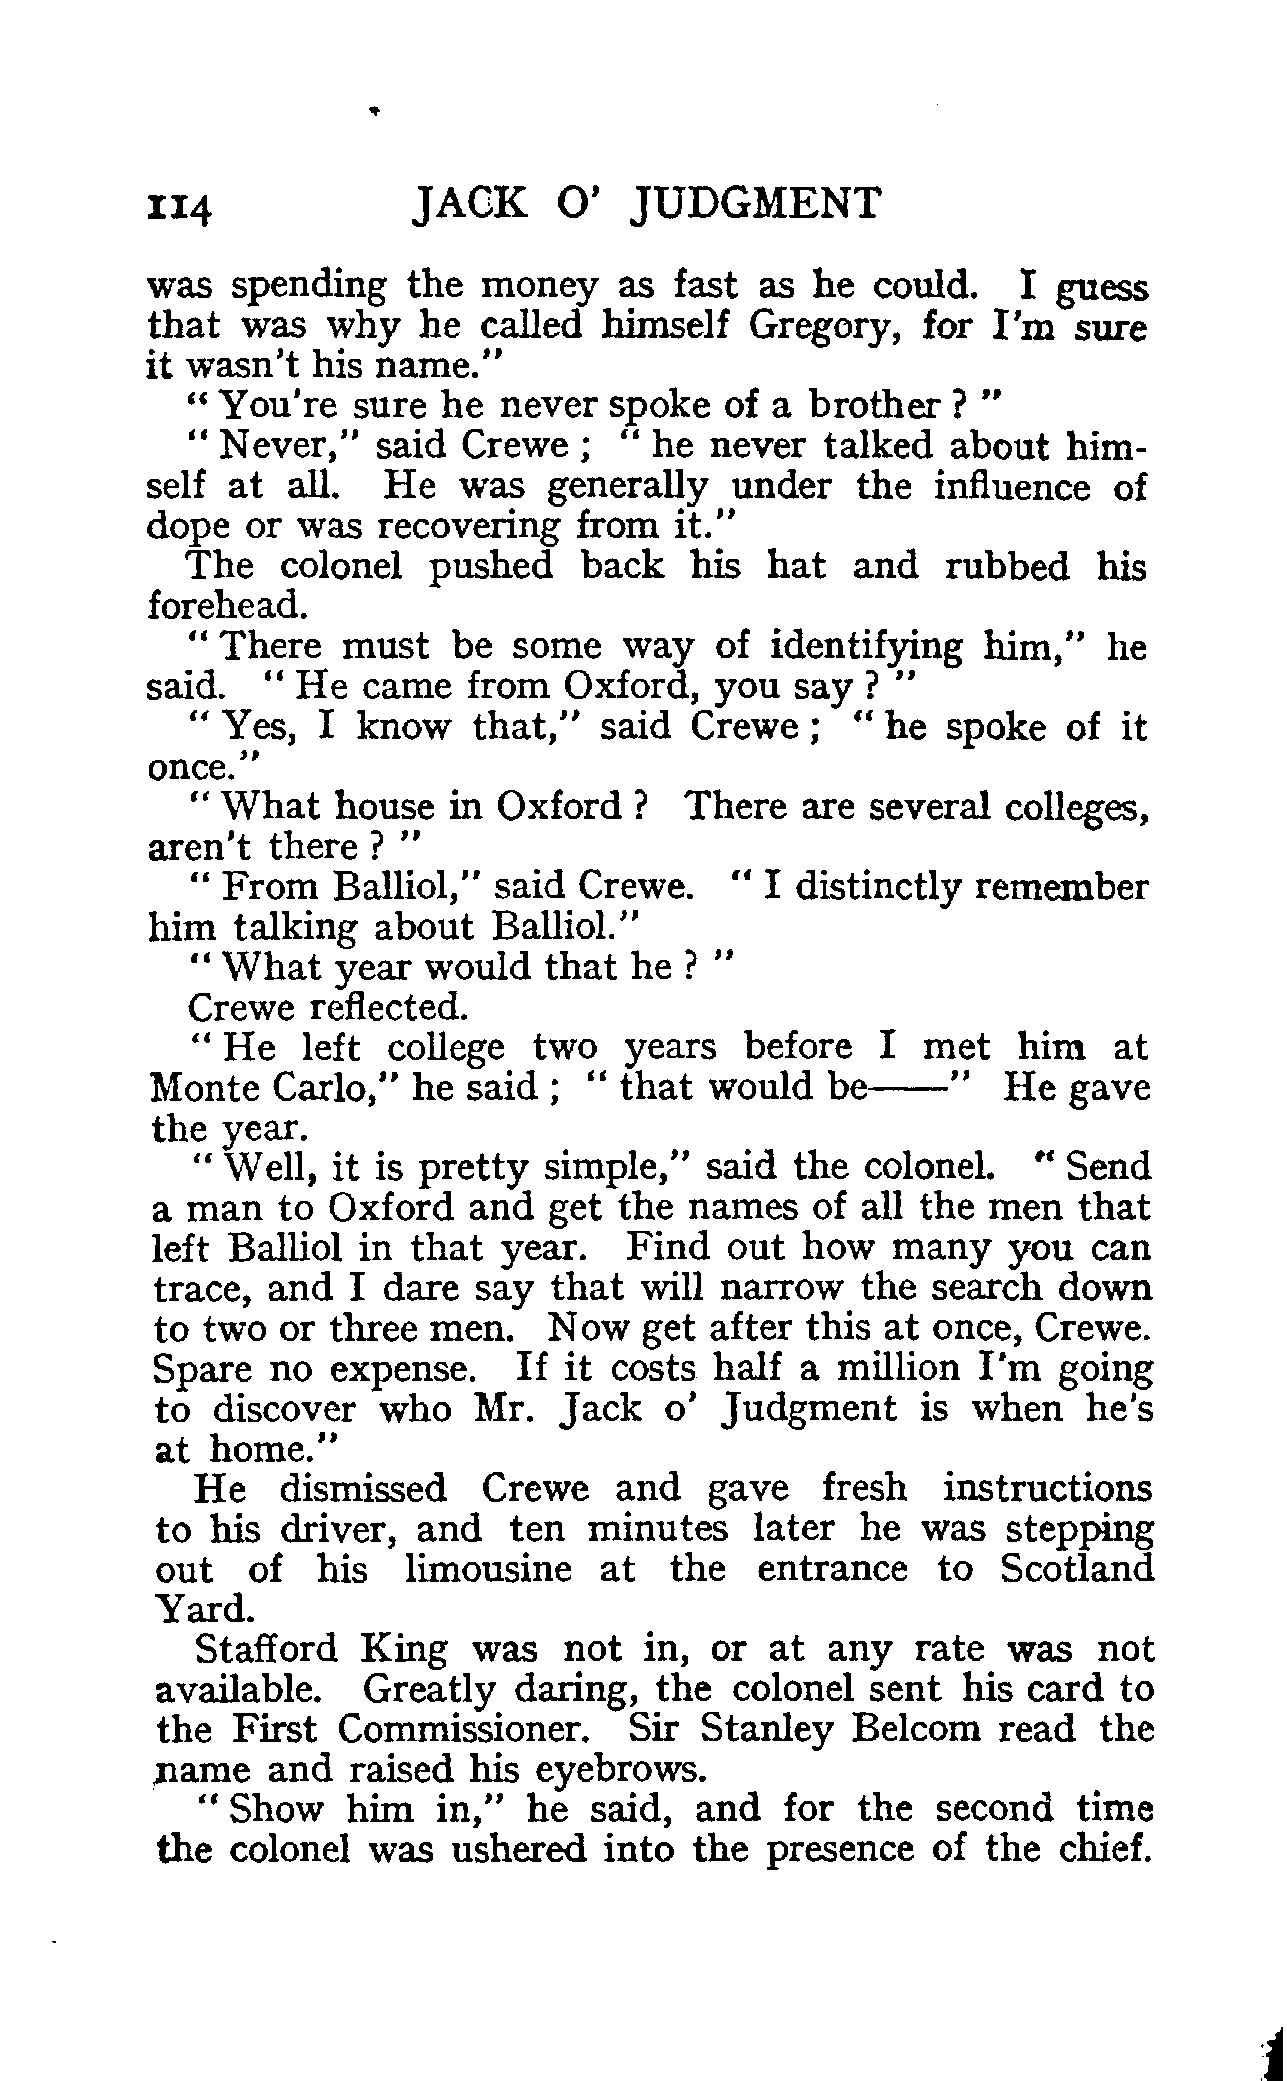 114 JACK O' JUDGMENT
was spending the money as fast as he could. I guess
that was why he called himself Gregory, for I'm sure
it wasn't his name."
" You're sure he never spoke of a brother ? "
" Never," said Crewe ; " he never talked about him-
self at all. He was generally under the influence of
dope or was recovering from it."
The colonel pushed back his hat and rubbed his
forehead.
" There must be some way of identifying him," he
said. " He came from Oxford, you say ? "
" Yes, I know that," said Crewe ; " he spoke of it
once."
" What house in Oxford ? There are several colleges,
aren't there ? "
" From Balliol," said Crewe. " I distinctly remember
him talking about Balliol."
" What year would that he ? "
Crewe reflected.
" He left college two years before I met him at
Monte Carlo," he said ; " that would be——" He gave
the year.
" Well, it is pretty simple," said the colonel. " Send
a man to Oxford and get the names of all the men that
left Balliol in that year. Find out how many you can
trace, and I dare say that will narrow the search down
to two or three men. Now get after this at once, Crewe.
Spare no expense. If it costs half a million I'm going
to discover who Mr. Jack o' Judgment is when he's
at home."
He dismissed Crewe and gave fresh instructions
to his driver, and ten minutes later he was stepping
out of his limousine at the entrance to Scotland
Yard.
Stafford King was not in, or at any rate was not
available. Greatly daring, the colonel sent his card to
the First Commissioner. Sir Stanley Belcom read the
name and raised his eyebrows.
" Show him in," he said, and for the second time
the colonel was ushered into the presence of the chief.